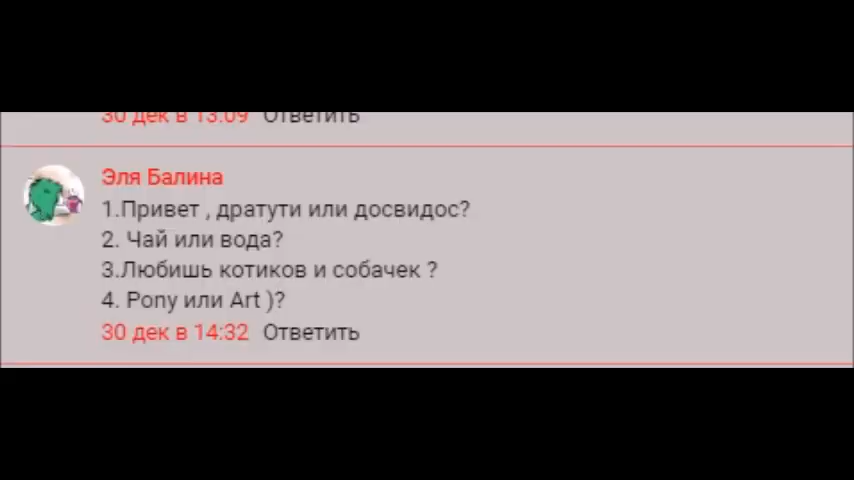 30 дек в 13:09 Ответить
Эля Балина
1.Привет , дратути или досвидос?
2. Чай или вода?
3.Любишь котиков и собачек ?
4. Pony или Art )?
30 дек в 14:32 Ответить